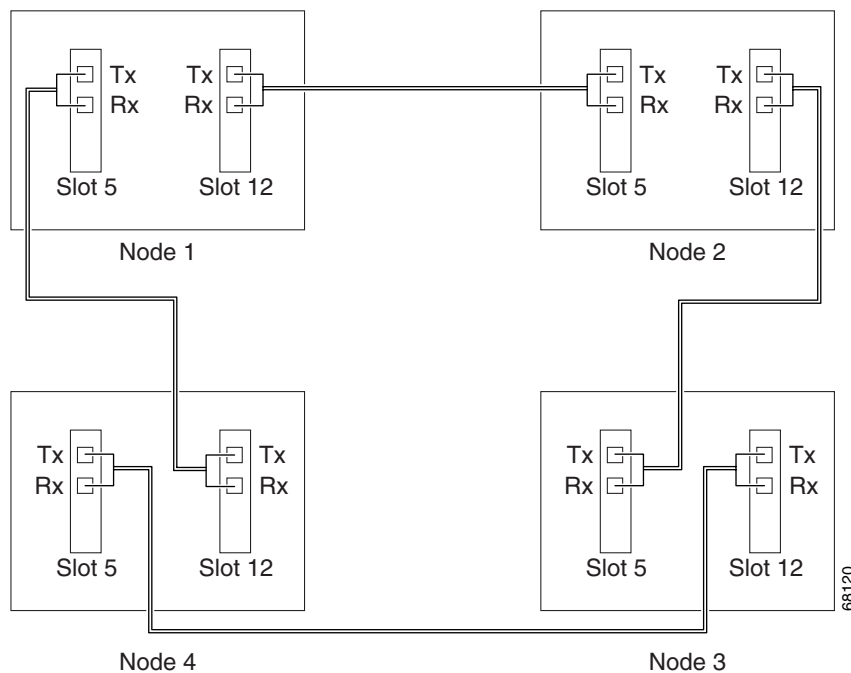 Tx Tx Tx Tx
Rx Rx Rx Rx
Slot 5 Slot 12 Slot 5 Slot 12
Node 1 Node 2
Tx Tx Tx Tx
Rx Rx Rx Rx
Slot 5 Slot 12 Slot 5 Slot 12
68120
Node 4 Node 3